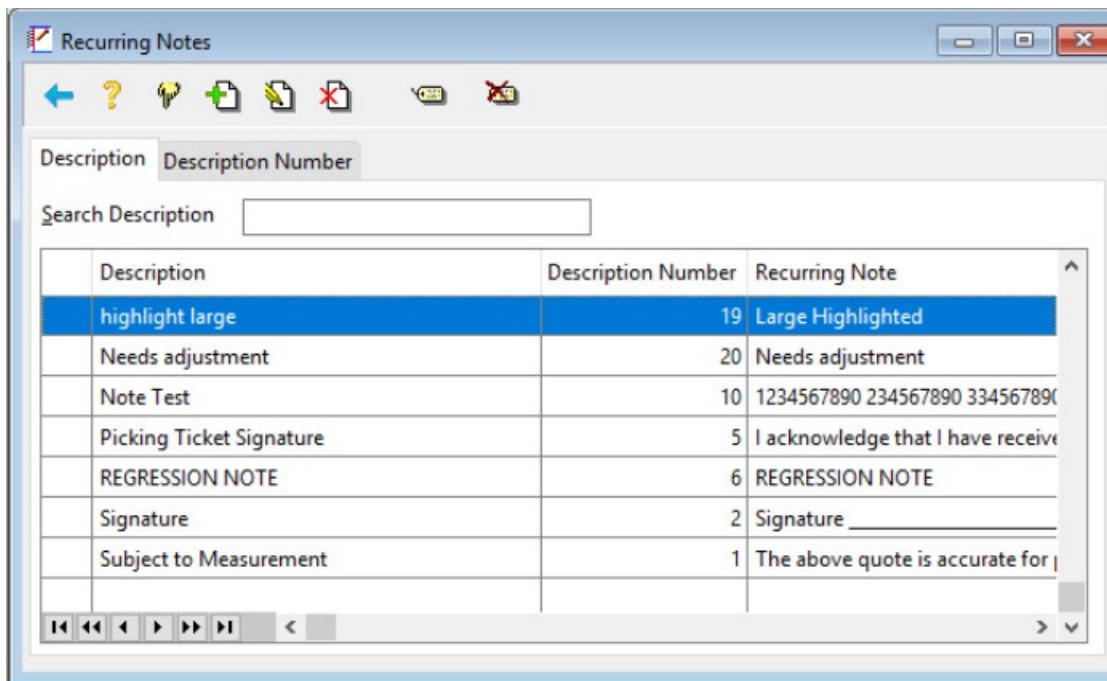 Recurring Notes
Description Description Number
Search Description
Description Description Number Recurring Note
highlight large 19 Large Highlighted
Needs adjustment 20 Needs adjustment
Note Test 10 1234567890 234567890 334567890
Picking Ticket Signature 5 I acknowledge that I have receive
REGRESSION NOTE 6 REGRESSION NOTE
Signature 2 Signature ____________________
Subject to Measurement 1 The above quote is accurate for